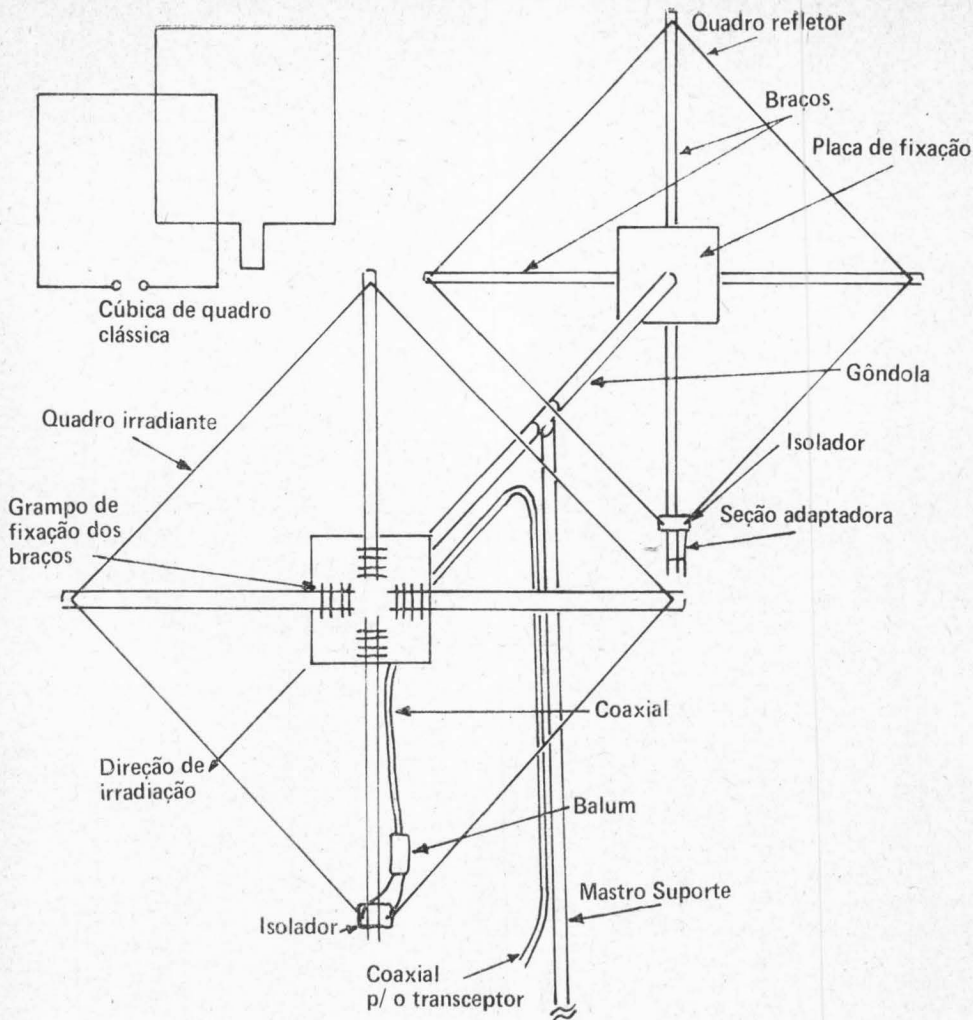 Quadro refletor
Braços
Placa de fixação
Cúbica de quadro
clássica
Gôndola
Quadro irradiante
Isolador
Grampo de
fixação dos
braços
Seção adaptadora
Coaxial
Direção de
irradiação
Balum
Mastro Suporte
Isolador
Coaxial
p/ o transceptor